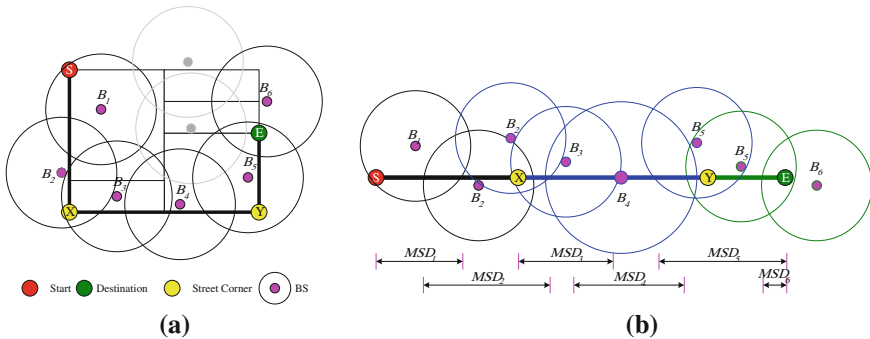 S
B1
B6
E
B2
B3
B4
B5
X
Y
Start
Destination
Street Corner
BS
(a)
B1
B2
B3
B5
B5
B6
S
X
Y
E
B2
B4
MSD1
MSD3
MSD5
MSD2
MSD4
MSD6
(b)